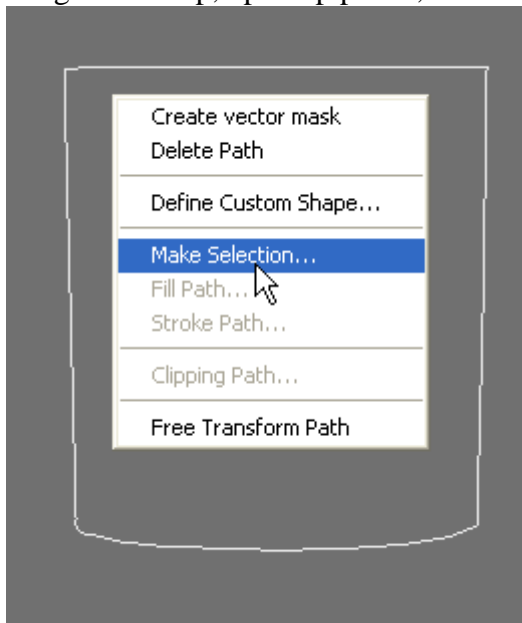 Create vector mask
Delete Path
Define Custom Shape...
Make Selection...
Fill Path...
Stroke Path...
Clipping Path...
Free Transform Path